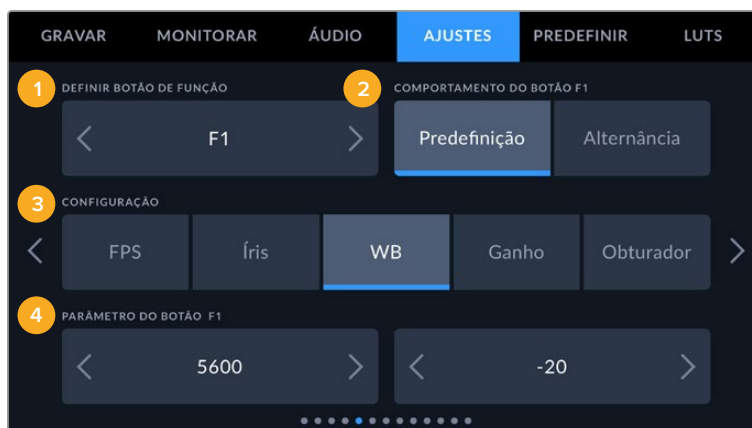 GRAVAR MONITORAR ÁUDIO AJUSTES PREDEFINIR LUTS
1 DEFINIR BOTÃO DE FUNÇÃO 2 COMPORTAMENTO DO BOTÃO F1
F1 Predefinição Alternância
3 CONFIGURAÇÃO
FPS Íris WB Ganho Obturador
4 PARÂMETRO DO BOTÃO F1
5600 -20